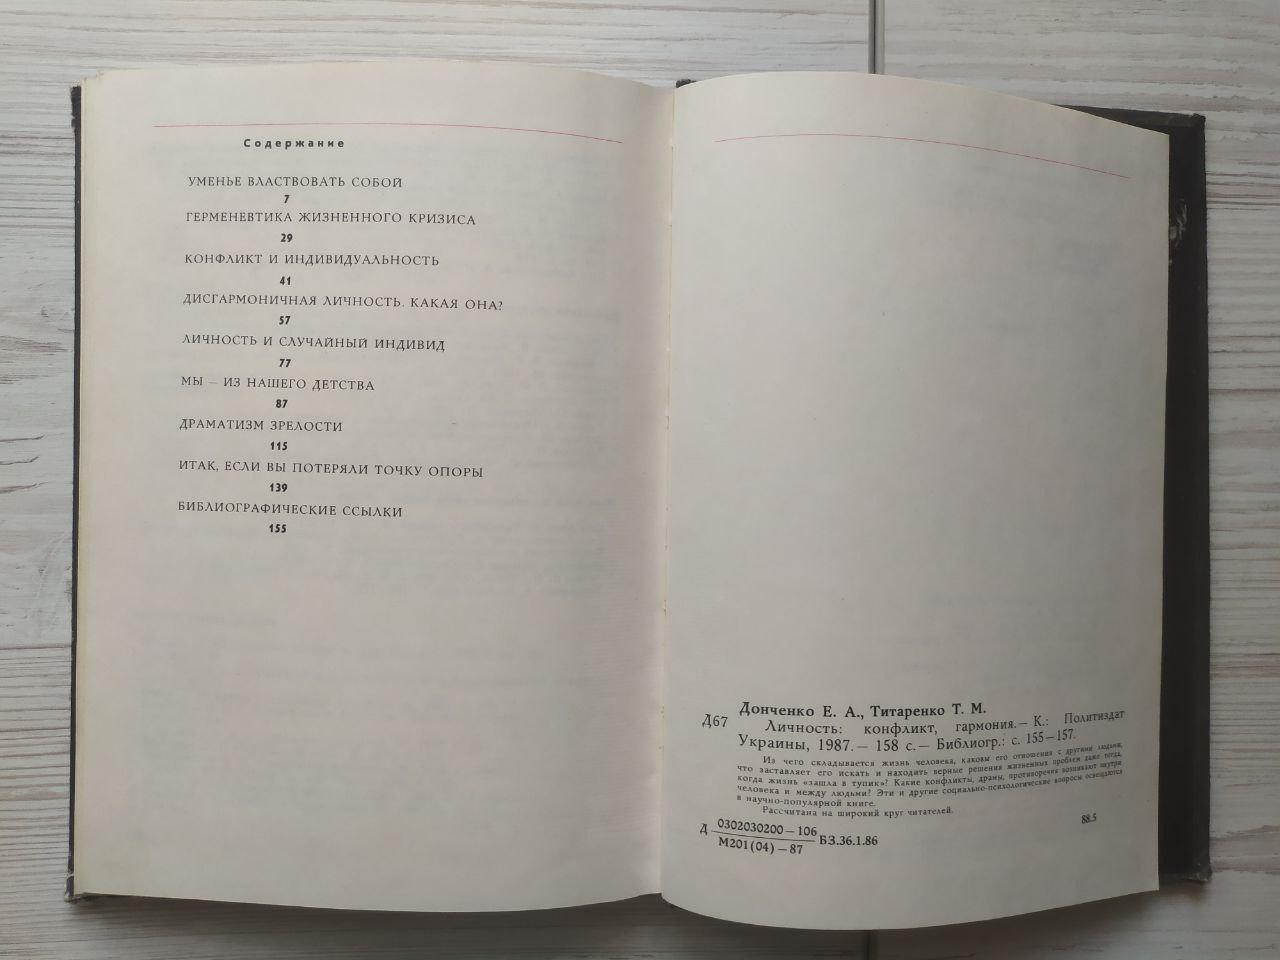 Содержание
УМЕНЬЕ ВЛАСТВОВАТЬ СОБОЙ
7
ГЕРМЕНЕВТИКА ЖИЗНЕННОГО КРИЗИСА
29
КОНФЛИКТ И ИНДИВИДУАЛЬНОСТЬ
41
ДИСГАРМОНИЧНАЯ ЛИЧНОСТЬ. КАКАЯ ОНА?
57
ЛИЧНОСТЬ И СЛУЧАЙНЫЙ ИНДИВИД
77
МЫ – ИЗ НАШЕГО ДЕТСТВА
87
ДРАМАТИЗМ ЗРЕЛОСТИ
115
ИТАК, ЕСЛИ ВЫ ПОТЕРЯЛИ ТОЧКУ ОПОРЫ
139
БИБЛИОГРАФИЧЕСКИЕ ССЫЛКИ
155
Донченко Е. А., Титаренко Т. М.
Д67 Личность: конфликт, гармония.— К.: Политиздат
Украины, 1987.— 158 с.— Библиогр.: с. 155—157.
Из чего складывается жизнь человека, каковы его отношения с другими людьми,
что заставляет его искать и находить верные решения жизненных проблем даже тогда,
когда жизнь «зашла в тупик»? Какие конфликты, драмы, противоречия возникают внутри
человека и между людьми? Эти и другие социально-психологические вопросы освещаются
в научно-популярной книге.
Рассчитана на широкий круг читателей.
Д 0302030200—106
М201(04)—87 БЗ.36.1.86
88.5